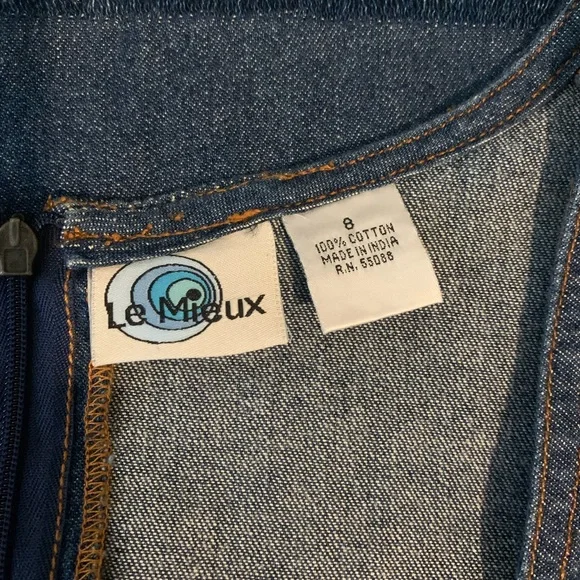 Le Mieux
8
100% COTTON
MADE IN INDIA
R.N. 55088